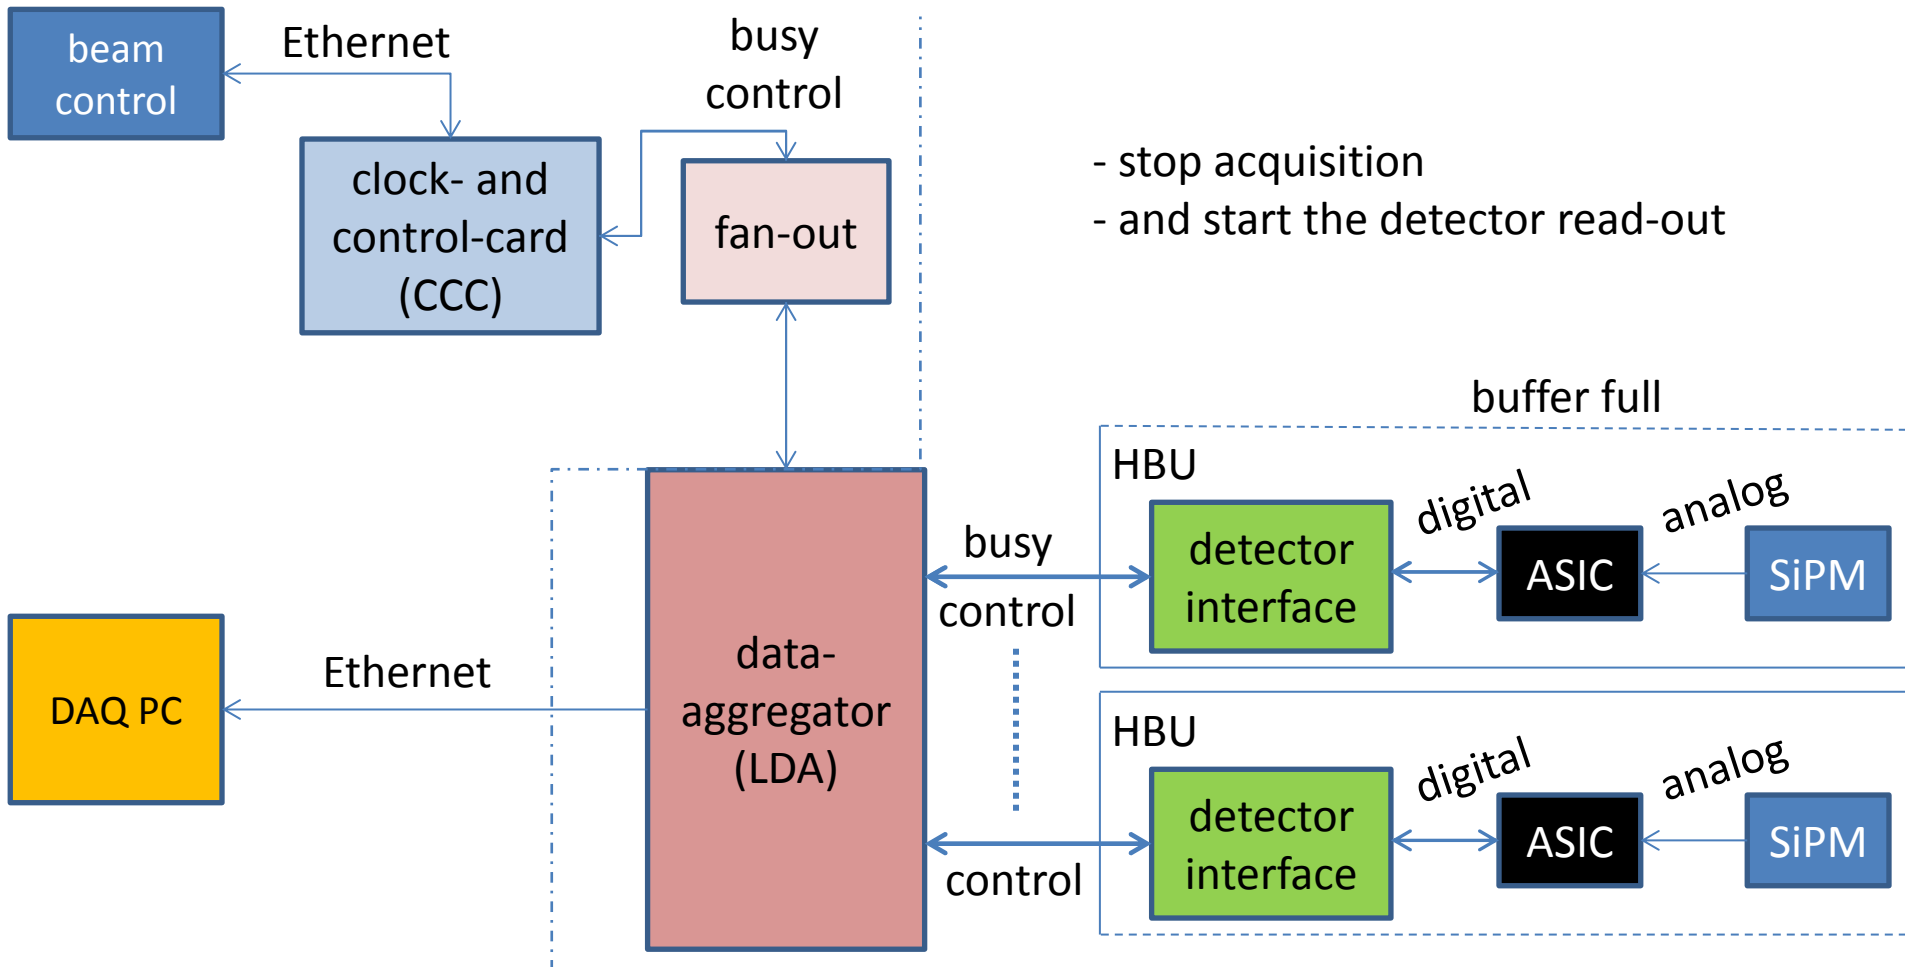 beam
control
Ethernet
busy
control
clock- and
control-card
(CCC)
fan-out
- stop acquisition
- and start the detector read-out
buffer full
HBU
detector
interface
digital
ASIC
analog
SiPM
busy
control
DAQ PC
Ethernet
data-
aggregator
(LDA)
HBU
detector
interface
digital
ASIC
analog
SiPM
control